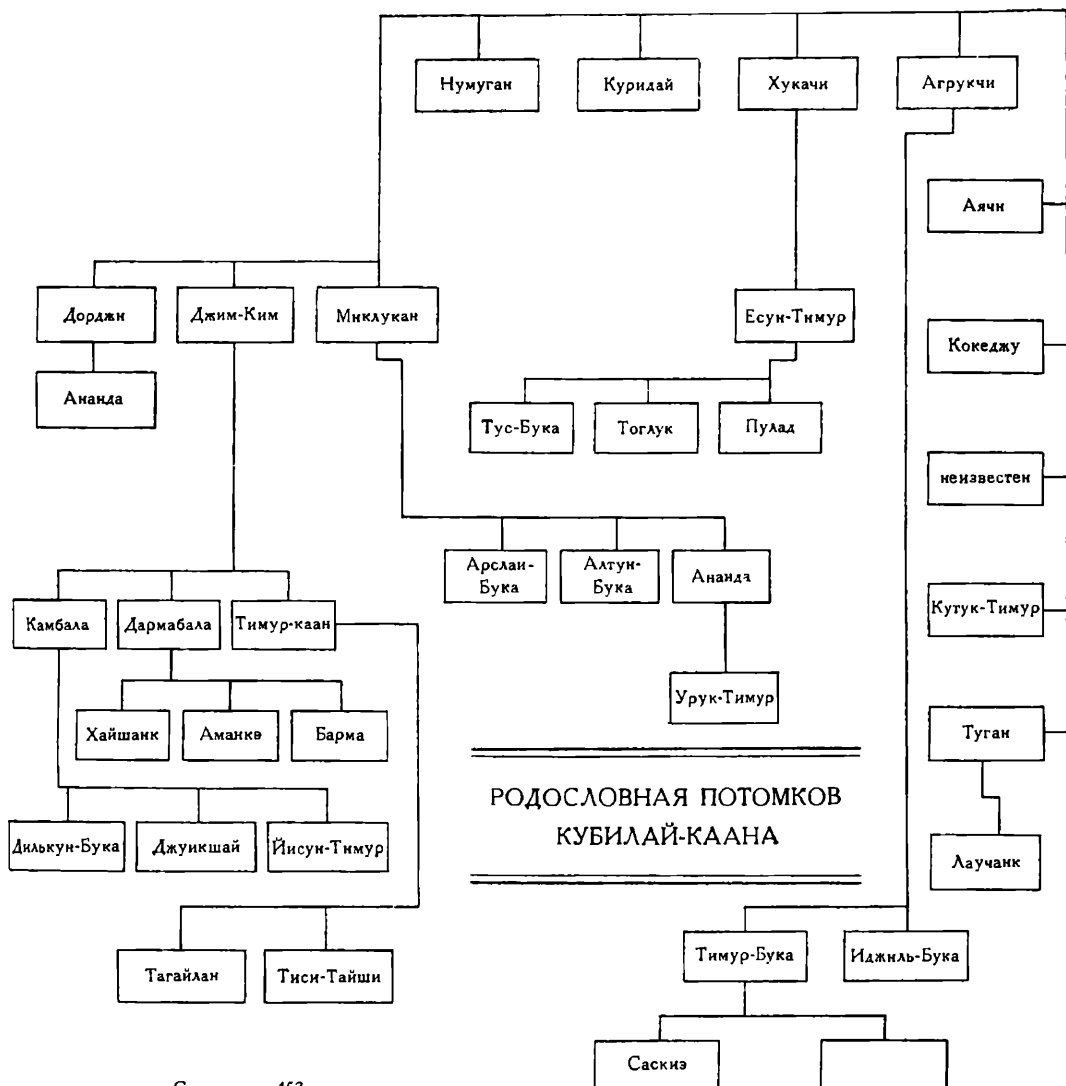 Нумуган
Куридай
Хукачи
Агрукчи
Аячи
Дорджи
Джим-Ким
Миклукан
Есун-Тимур
Кокеджу
Ананда
Тус-Бука
Тоглук
Пулад
неизвестен
Арслан-
Бука
Алтун-
Бука
Ананда
Камбала
Дармабала
Тимур-каан
Кутук-Тимур
Урук-Тимур
Хайшанк
Аманкэ
Барма
Туган
РОДОСЛОВНАЯ ПОТОМКОВ
КУБИЛАЙ-КААНА
Дилькун-Бука
Джуикшай
Йисун-Тимур
Лаучанк
Тагайлан
Тиси-Тайши
Тимур-Бука
Иджиль-Бука
Саскиэ